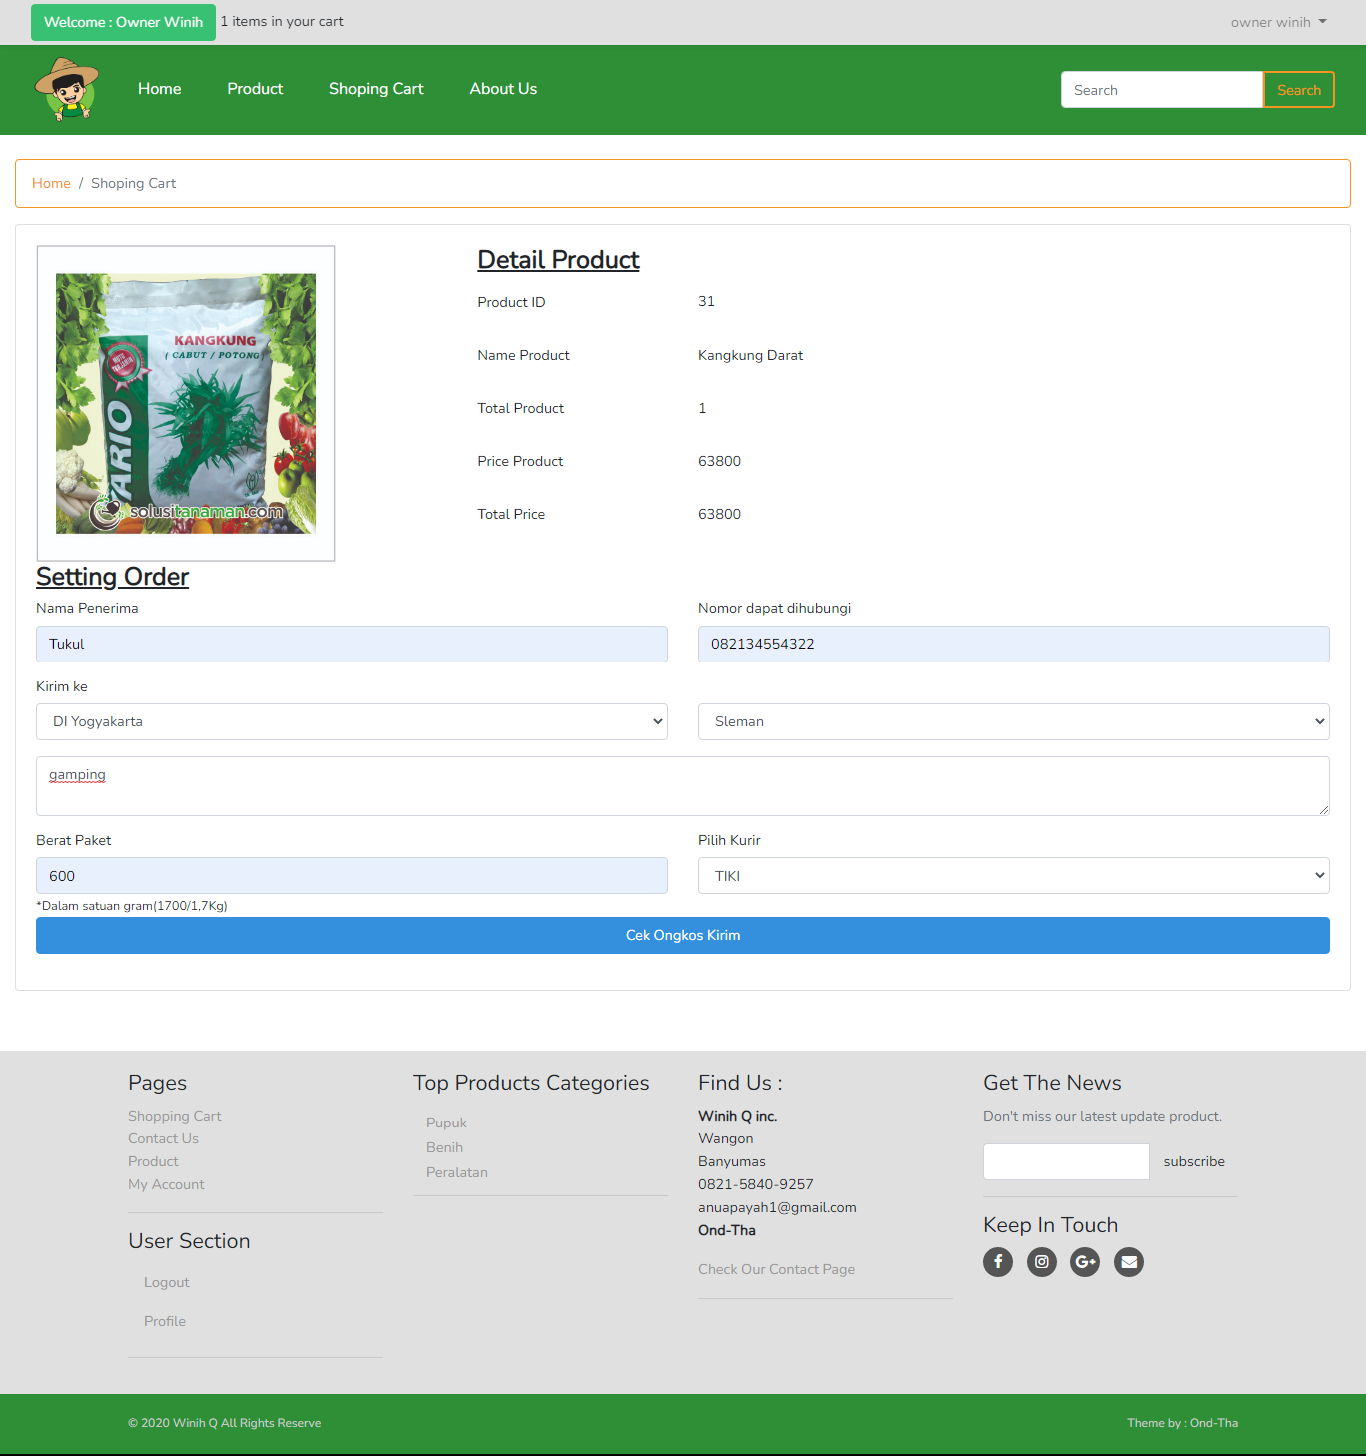 Welcome : Owner Winih 1 items in your cart owner winih
Home Product Shoping Cart About Us Search Search
Home / Shoping Cart
Detail Product
Product ID 31
Name Product Kangkung Darat
Total Product 1
Price Product 63800
Total Price 63800
KANGKUNG
( CABUT / POTONG
MUTU
TERJAMIN
VARIO
solusitanaman.com
Setting Order
Nama Penerima Nomor dapat dihubungi
Tukul 082134554322
Kirim ke
DI Yogyakarta Sleman
gamping
Berat Paket Pilih Kurir
600 TIKI
*Dalam satuan gram(1700/1,7Kg)
Cek Ongkos Kirim
Pages
Shopping Cart
Contact Us
Product
My Account
User Section
Logout
Profile
Top Products Categories
Pupuk
Benih
Peralatan
Find Us :
Winih Q inc.
Wangon
Banyumas
0821-5840-9257
anuapayah1@gmail.com
Ond-Tha
Check Our Contact Page
Get The News
Don't miss our latest update product.
subscribe
Keep In Touch
© 2020 Winih Q All Rights Reserve Theme by : Ond-Tha